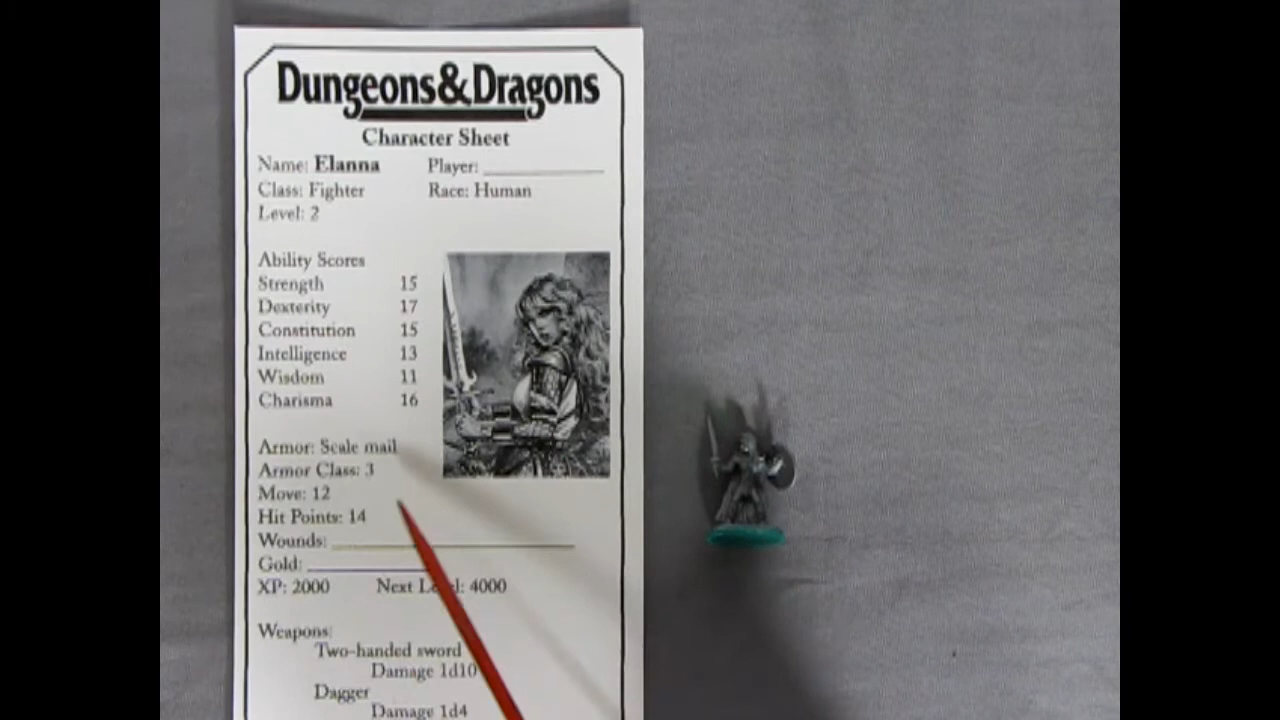 Dungeons&Dragons
Character Sheet
Name: Elanna Player:
Class: Fighter Race: Human
Level: 2
Ability Scores
Strength 15
Dexterity 17
Constitution 15
Intelligence 13
Wisdom 11
Charisma 16
Armor: Scale mail
Armor Class: 3
Move: 12
Hit Points: 14
Wounds:
Gold:
XP: 2000 Next Level: 4000
Weapons:
Two-handed sword
Damage 1d10
Dagger
Damage 1d4